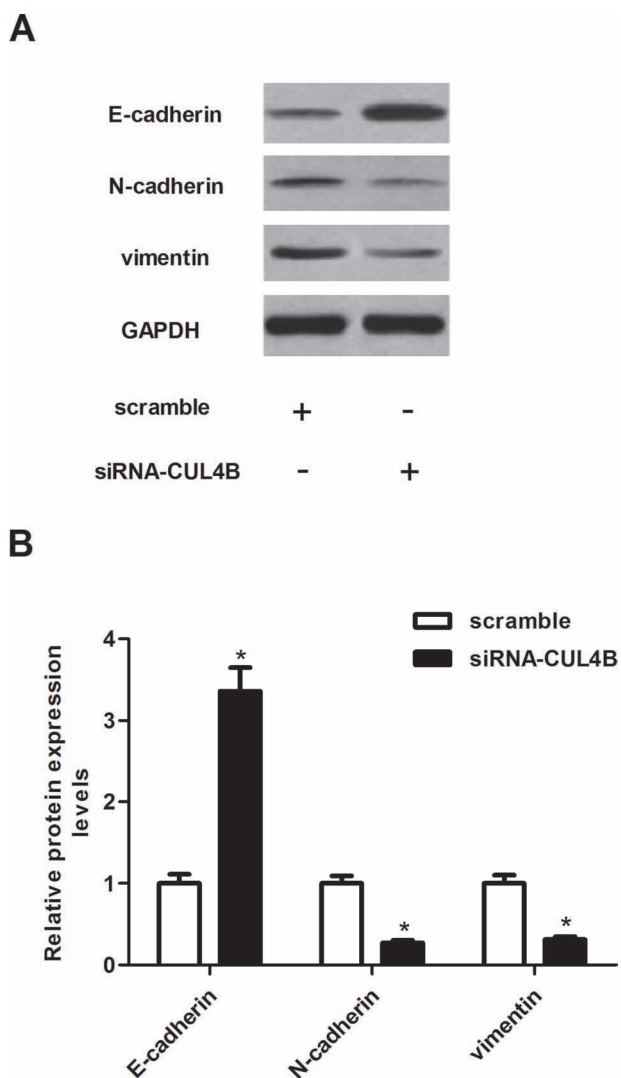 A
E-cadherin
N-cadherin
vimentin
GAPDH
scramble + -
siRNA-CUL4B - +
B
scramble
siRNA-CUL4B
Relative protein expression
levels
4
3
2
1
0
*
*
*
E-cadherin
N-cadherin
vimentin